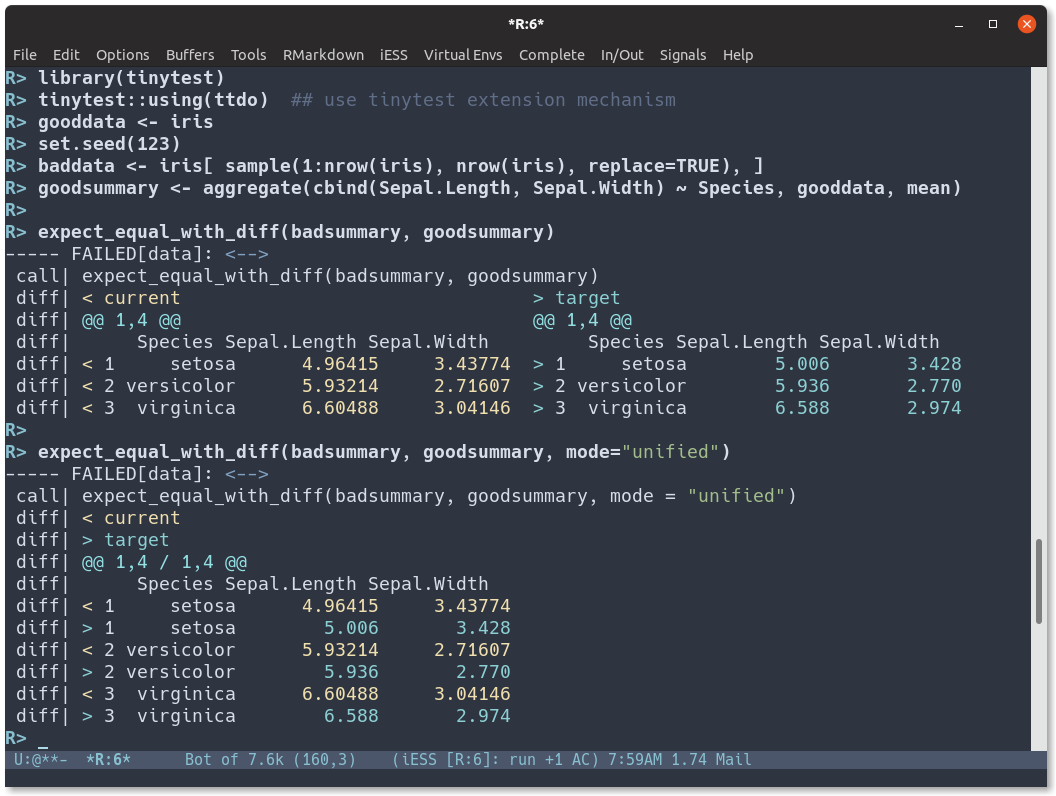 *R:6*
File Edit Options Buffers Tools RMarkdown iESS Virtual Envs Complete In/Out Signals Help
R> library(tinytest)
R> tinytest::using(ttdo)  ## use tinytest extension mechanism
R> gooddata <- iris
R> set.seed(123)
R> baddata <- iris[ sample(1:nrow(iris), nrow(iris), replace=TRUE), ]
R> goodsummary <- aggregate(cbind(Sepal.Length, Sepal.Width) ~ Species, gooddata, mean)
R>
R> expect_equal_with_diff(badsummary, goodsummary)
----- FAILED[data]: <-->
 call| expect_equal_with_diff(badsummary, goodsummary)
 diff| < current                                > target
 diff| @@ 1,4 @@                                @@ 1,4 @@
 diff|      Species Sepal.Length Sepal.Width         Species Sepal.Length Sepal.Width
 diff| < 1     setosa      4.96415     3.43774  > 1     setosa        5.006       3.428
 diff| < 2 versicolor      5.93214     2.71607  > 2 versicolor        5.936       2.770
 diff| < 3  virginica      6.60488     3.04146  > 3  virginica        6.588       2.974
R>
R> expect_equal_with_diff(badsummary, goodsummary, mode="unified")
----- FAILED[data]: <-->
 call| expect_equal_with_diff(badsummary, goodsummary, mode = "unified")
 diff| < current
 diff| > target
 diff| @@ 1,4 / 1,4 @@
 diff|      Species Sepal.Length Sepal.Width
 diff| < 1     setosa      4.96415     3.43774
 diff| > 1     setosa        5.006       3.428
 diff| < 2 versicolor      5.93214     2.71607
 diff| > 2 versicolor        5.936       2.770
 diff| < 3  virginica      6.60488     3.04146
 diff| > 3  virginica        6.588       2.974
R>
U:@**-  *R:6*     Bot of 7.6k (160,3)    (iESS [R:6]: run +1 AC) 7:59AM 1.74 Mail